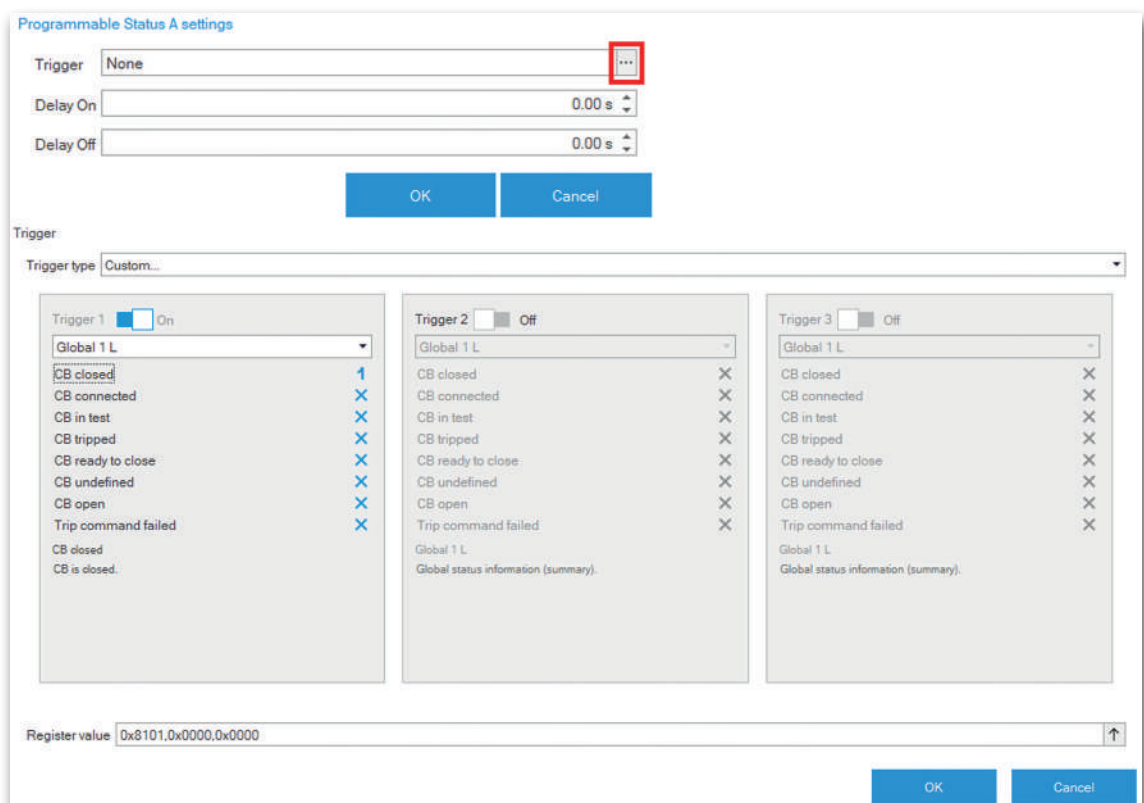 Programmable Status A settings
Trigger None ...
Delay On 0.00 s
Delay Off 0.00 s
OK Cancel
Trigger
Trigger type Custom...
Trigger 1 On
Global 1 L
CB closed 1
CB connected X
CB in test X
CB tripped X
CB ready to close X
CB undefined X
CB open X
Trip command failed X
CB closed
CB is closed.
Trigger 2 Off
Global 1 L
CB closed X
CB connected X
CB in test X
CB tripped X
CB ready to close X
CB undefined X
CB open X
Trip command failed X
Global 1 L
Global status information (summary).
Trigger 3 Off
Global 1 L
CB closed X
CB connected X
CB in test X
CB tripped X
CB ready to close X
CB undefined X
CB open X
Trip command failed X
Global 1 L
Global status information (summary).
Register value 0x8101,0x0000,0x0000
OK Cancel